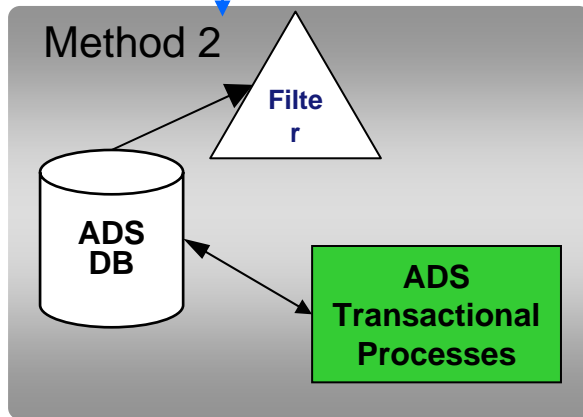 Method 2
Filte
r
ADS
DB
ADS
Transactional
Processes